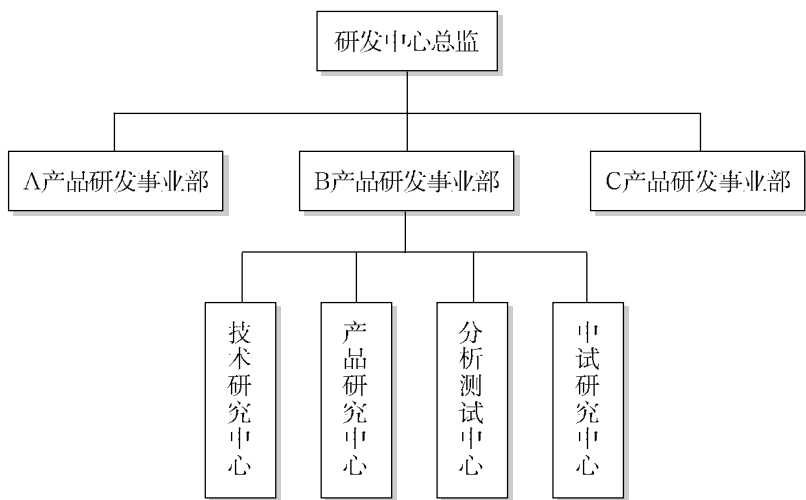 研发中心总监
A产品研发事业部
B产品研发事业部
C产品研发事业部
技术研究中心
产品研究中心
分析测试中心
中试研究中心